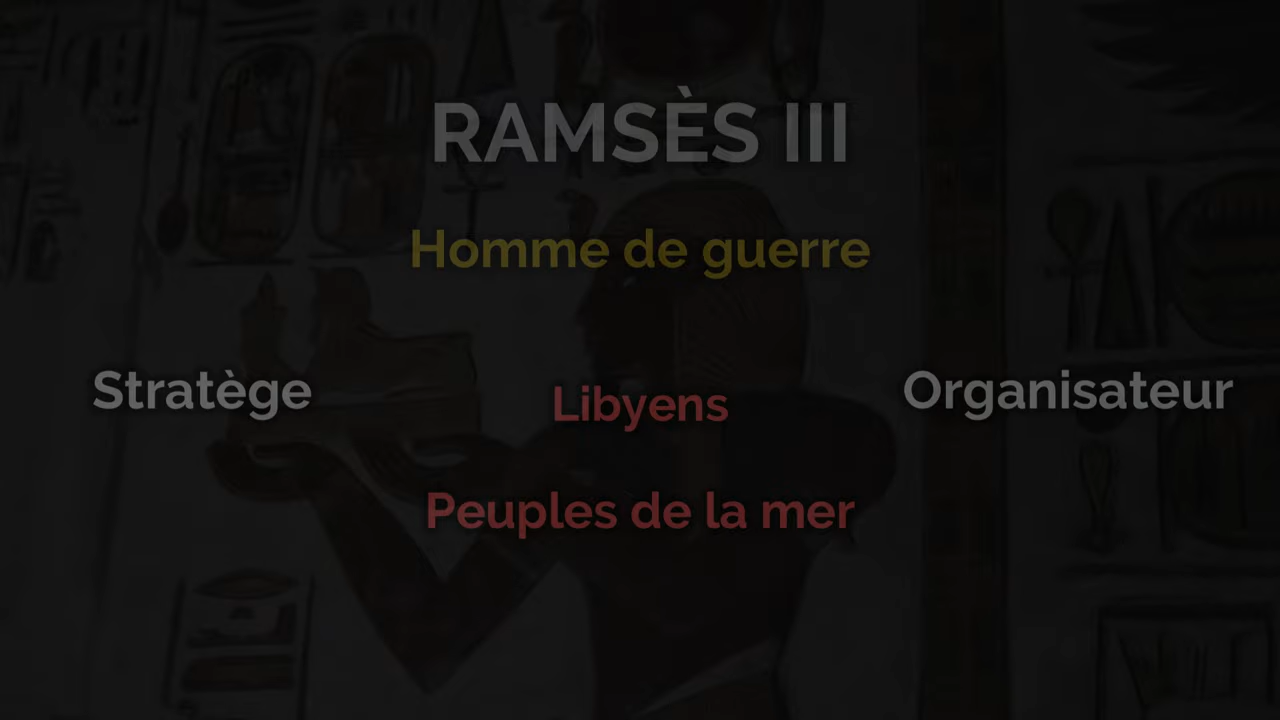 RAMSÈS III
Homme de guerre
Stratège
Libyens
Organisateur
Peuples de la mer